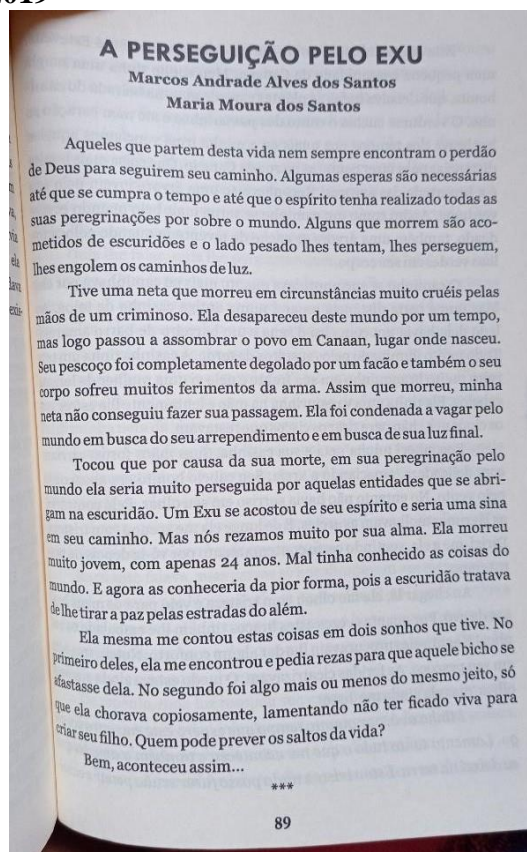 2019
A PERSEGUIÇÃO PELO EXU
Marcos Andrade Alves dos Santos
Maria Moura dos Santos
Aqueles que partem desta vida nem sempre encontram o perdão
de Deus para seguirem seu caminho. Algumas esperas são necessárias
até que se cumpra o tempo e até que o espírito tenha realizado todas as
suas peregrinações por sobre o mundo. Alguns que morrem são aco-
metidos de escuridões e o lado pesado lhes tentam, lhes perseguem,
lhes engolem os caminhos de luz.
Tive uma neta que morreu em circunstâncias muito cruéis pelas
mãos de um criminoso. Ela desapareceu deste mundo por um tempo,
mas logo passou a assombrar o povo em Canaan, lugar onde nasceu.
Seu pescoço foi completamente degolado por um facão e também o seu
corpo sofreu muitos ferimentos da arma. Assim que morreu, minha
neta não conseguiu fazer sua passagem. Ela foi condenada a vagar pelo
mundo em busca do seu arrependimento e em busca de sua luz final.
Tocou que por causa da sua morte, em sua peregrinação pelo
mundo ela seria muito perseguida por aquelas entidades que se abri-
gam na escuridão. Um Exu se acostou de seu espírito e seria uma sina
em seu caminho. Mas nós rezamos muito por sua alma. Ela morreu
muito jovem, com apenas 24 anos. Mal tinha conhecido as coisas do
mundo. E agora as conheceria da pior forma, pois a escuridão tratava
de lhe tirar a paz pelas estradas do além.
Ela mesma me contou estas coisas em dois sonhos que tive. No
primeiro deles, ela me encontrou e pedia rezas para que aquele bicho se
afastasse dela. No segundo foi algo mais ou menos do mesmo jeito, só
que ela chorava copiosamente, lamentando não ter ficado viva para
criar seu filho. Quem pode prever os saltos da vida?
Bem, aconteceu assim...
***
89